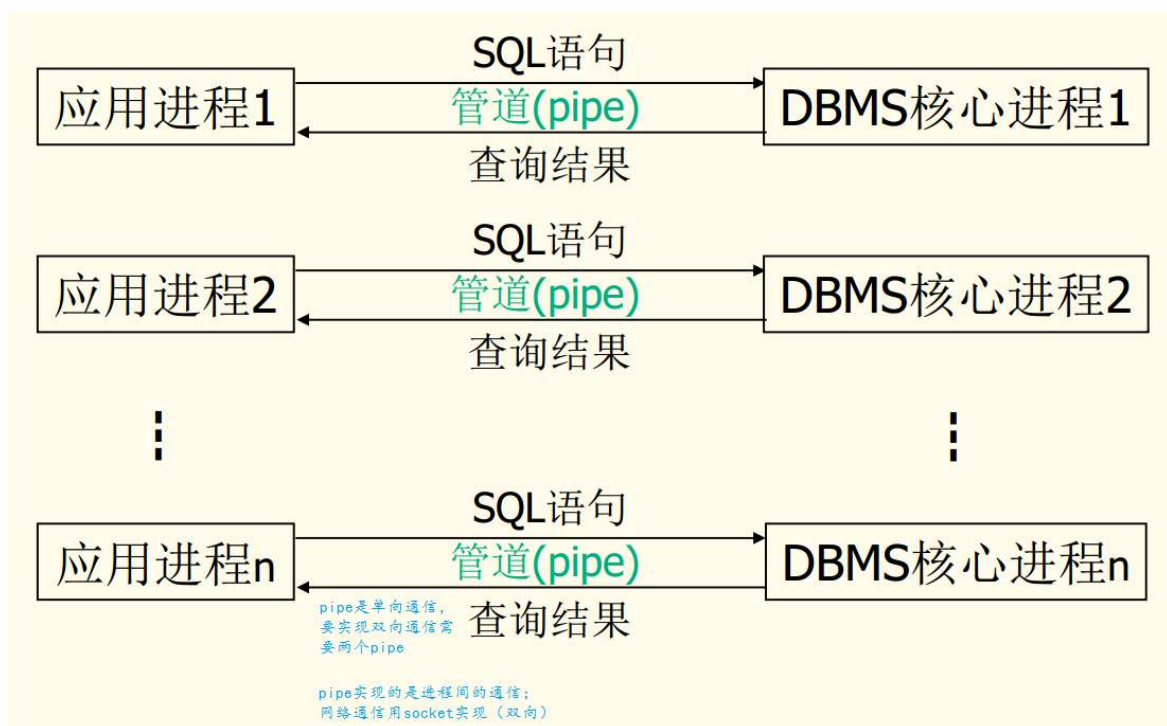 SQL语句
应用进程1
管道(pipe)
DBMS核心进程1
查询结果
SQL语句
应用进程2
管道(pipe)
DBMS核心进程2
查询结果
SQL语句
应用进程n
管道(pipe)
DBMS核心进程n
查询结果
pipe是单向通信，
要实现双向通信需
要两个pipe
pipe实现的是进程间的通信；
网络通信用socket实现（双向）